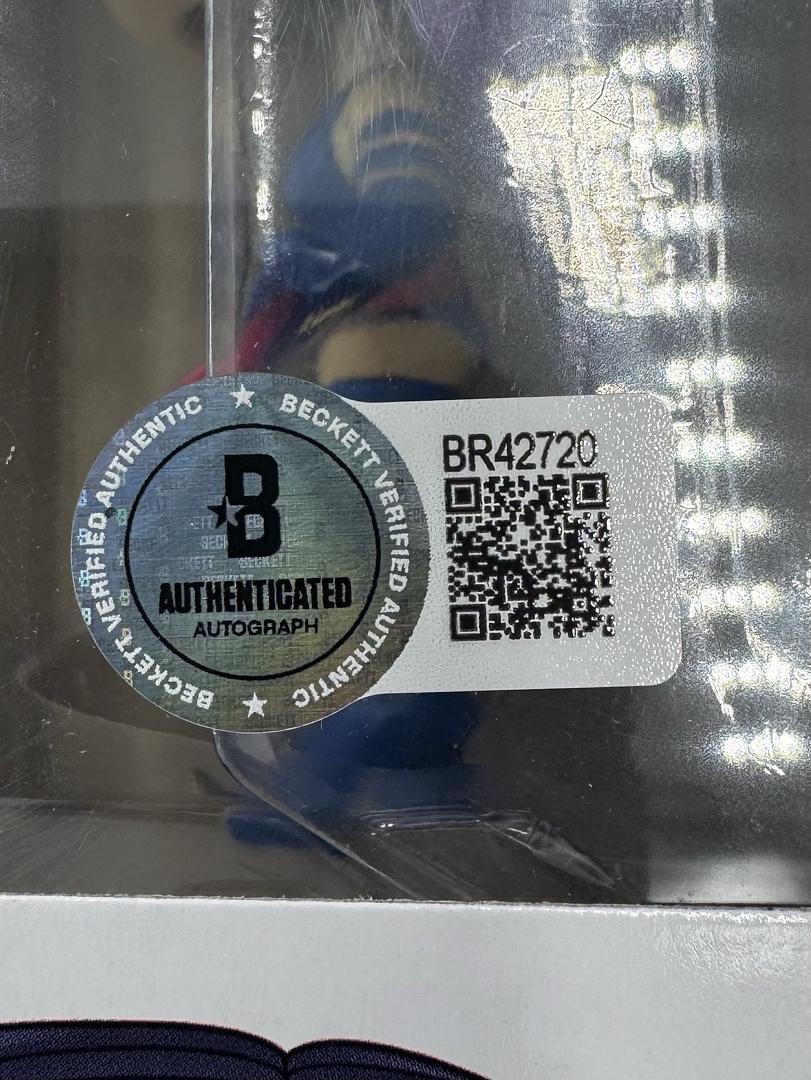 ★ BECKETT VERIFIED AUTHENTIC ★ BECKETT VERIFIED AUTHENTIC
B
AUTHENTICATED
AUTOGRAPH
BR42720